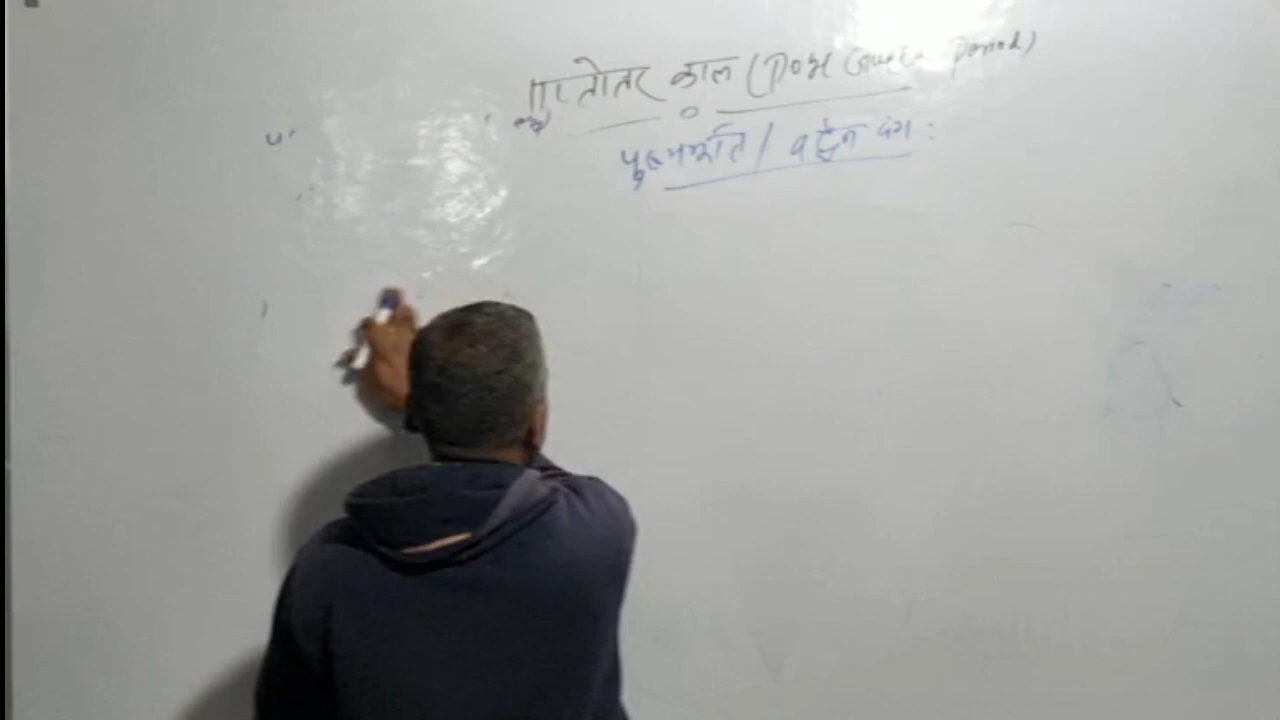 गुप्तोतर काल (Post Gupta Period)
पुष्यभूति / वर्द्धन वंश :